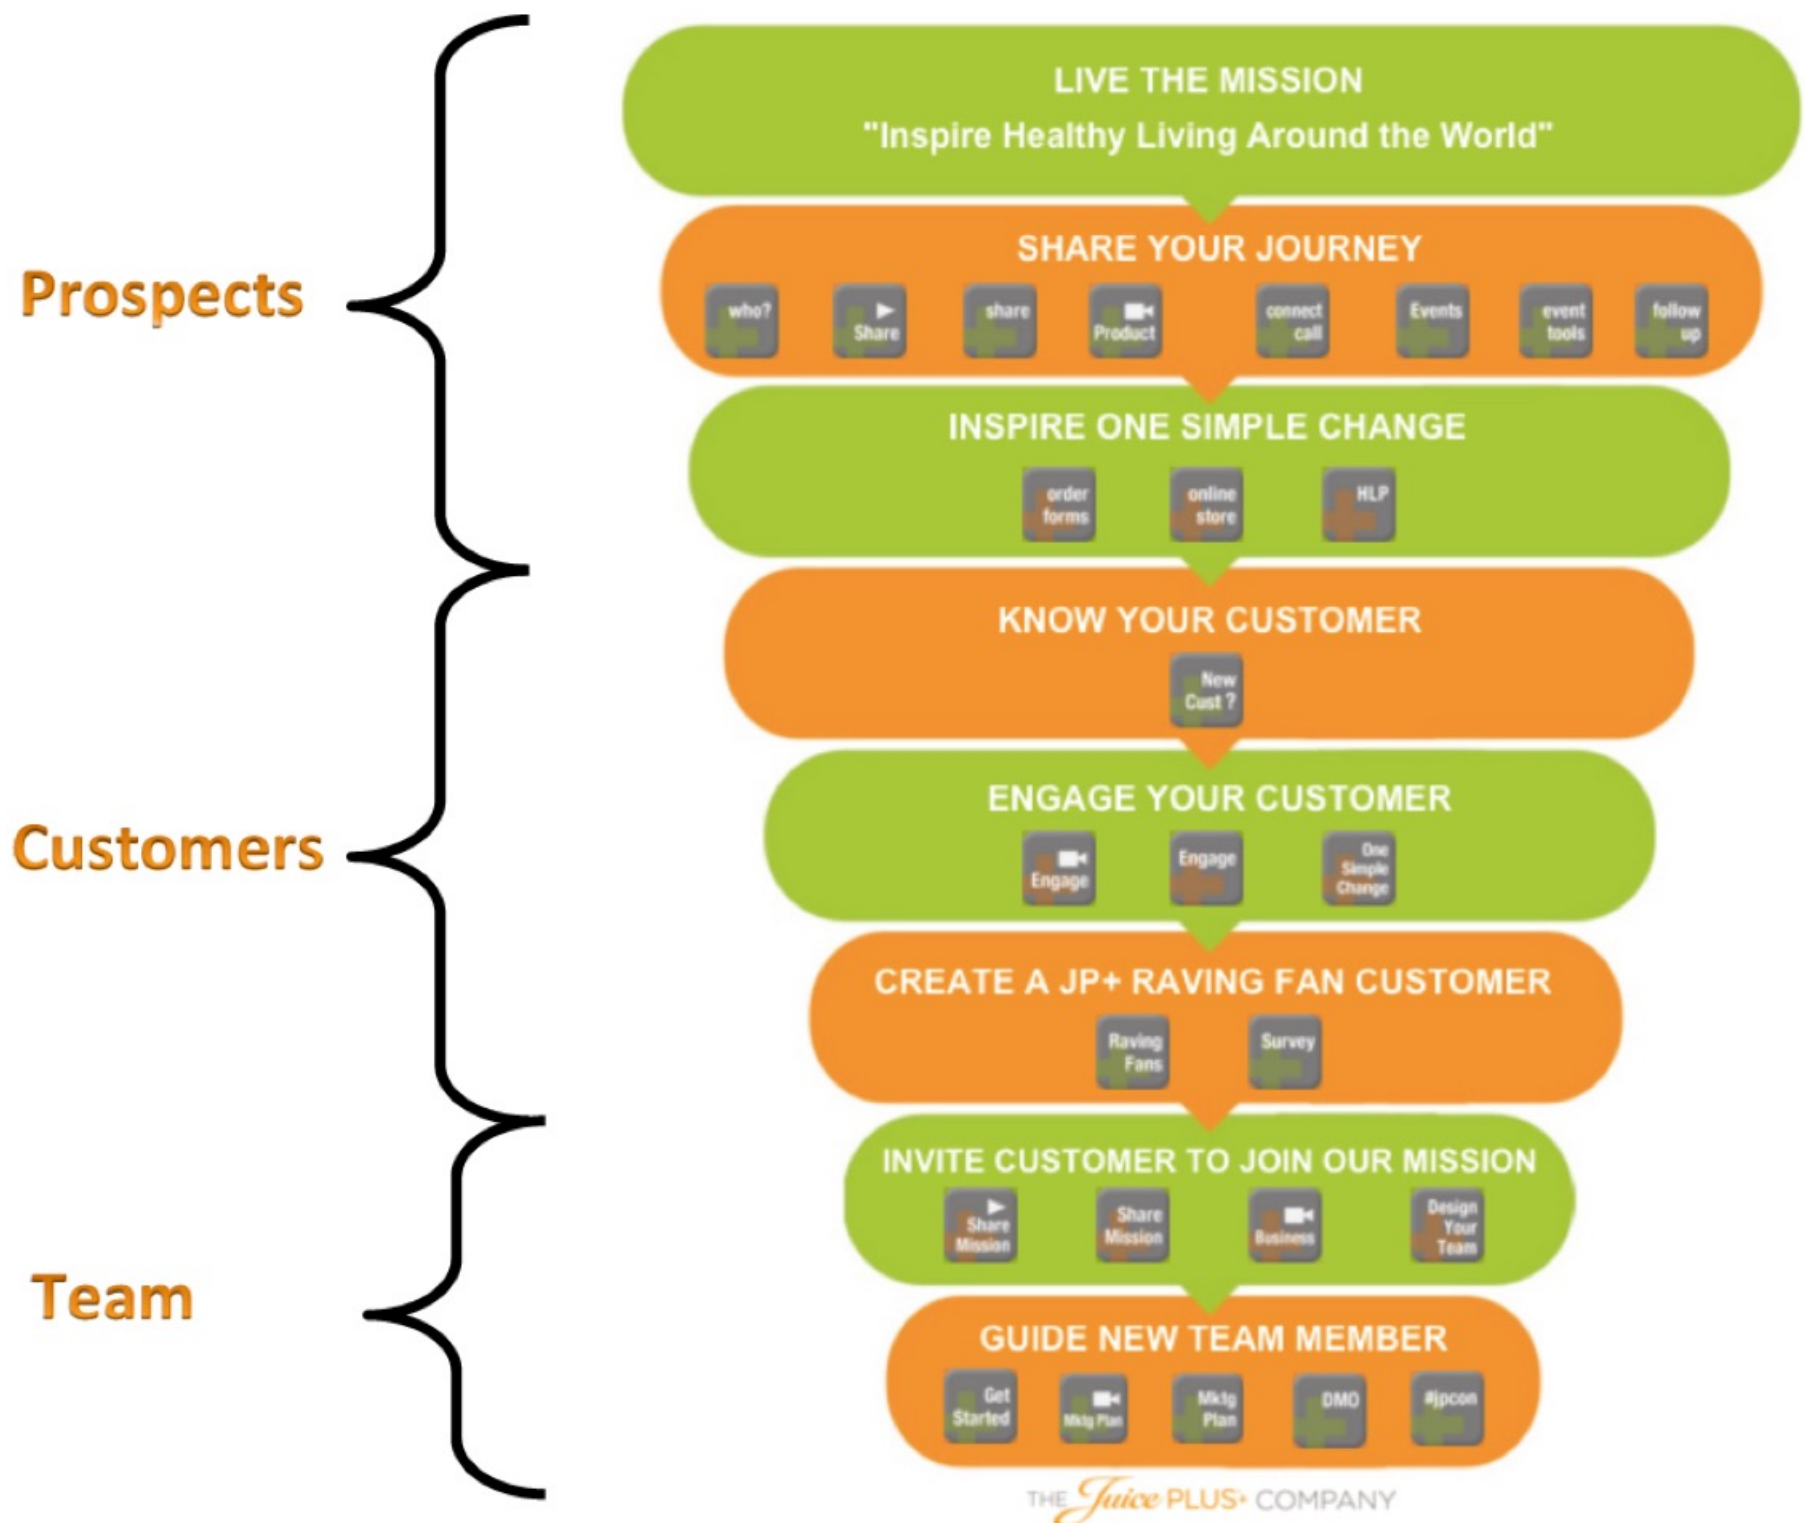 LIVE THE MISSION
"Inspire Healthy Living Around the World"
Prospects
SHARE YOUR JOURNEY
who?
Share
share
Product
connect
call
Events
event
tools
follow
up
INSPIRE ONE SIMPLE CHANGE
order
forms
online
store
HLP
KNOW YOUR CUSTOMER
New
Cust ?
Customers
ENGAGE YOUR CUSTOMER
Engage
Engage
One
Simple
Change
CREATE A JP+ RAVING FAN CUSTOMER
Raving
Fans
Survey
Team
INVITE CUSTOMER TO JOIN OUR MISSION
Share
Mission
Share
Mission
Business
Design
Your
Team
GUIDE NEW TEAM MEMBER
Get
Started
Mktg Plan
Mktg
Plan
DMO
#jpcon
THE Juice PLUS+ COMPANY